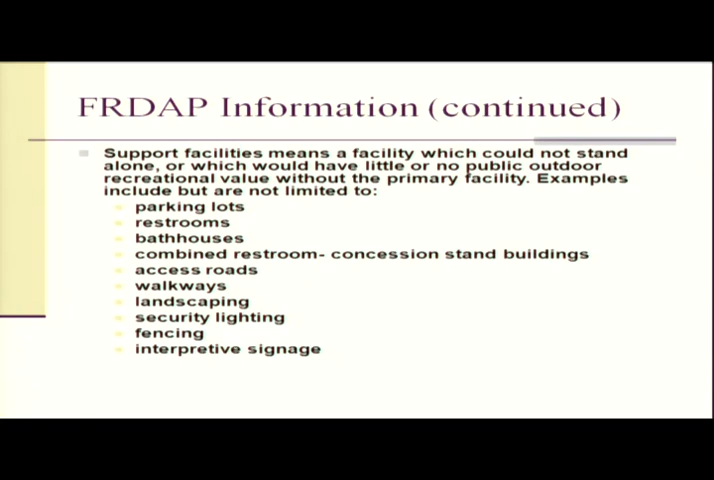 FRDAP Information (continued)
Support facilities means a facility which could not stand
alone, or which would have little or no public outdoor
recreational value without the primary facility. Examples
include but are not limited to:
parking lots
restrooms
bathhouses
combined restroom- concession stand buildings
access roads
walkways
landscaping
security lighting
fencing
interpretive signage